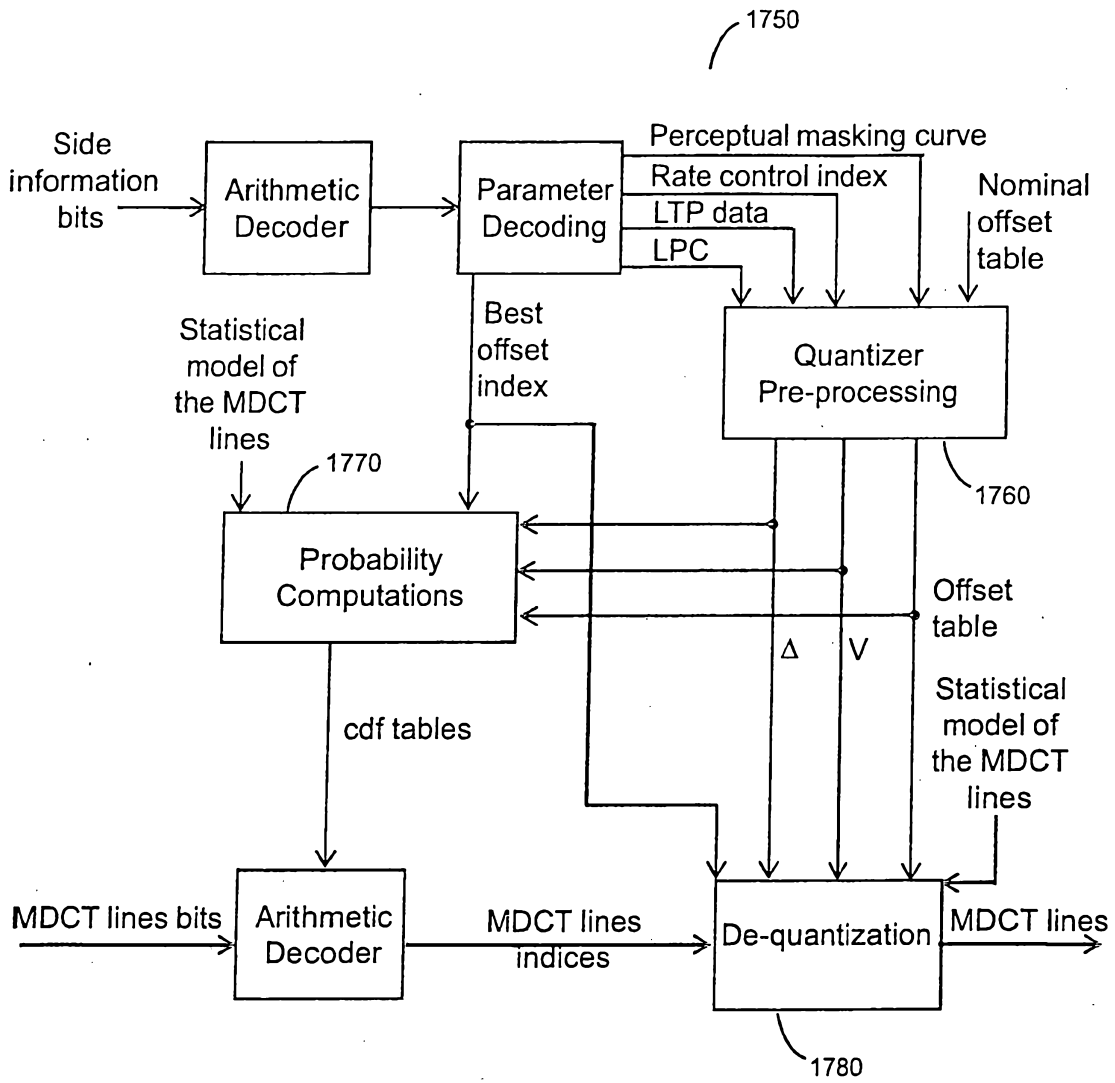 1750
Side
information
bits
Arithmetic
Decoder
Parameter
Decoding
Perceptual masking curve
Rate control index
LTP data
LPC
Nominal
offset
table
Statistical
model of
the MDCT
lines
Best
offset
index
Quantizer
Pre-processing
1770
1760
Probability
Computations
Offset
table
Δ
V
Statistical
model of
the MDCT
lines
cdf tables
MDCT lines bits
Arithmetic
Decoder
MDCT lines
indices
De-quantization
MDCT lines
1780